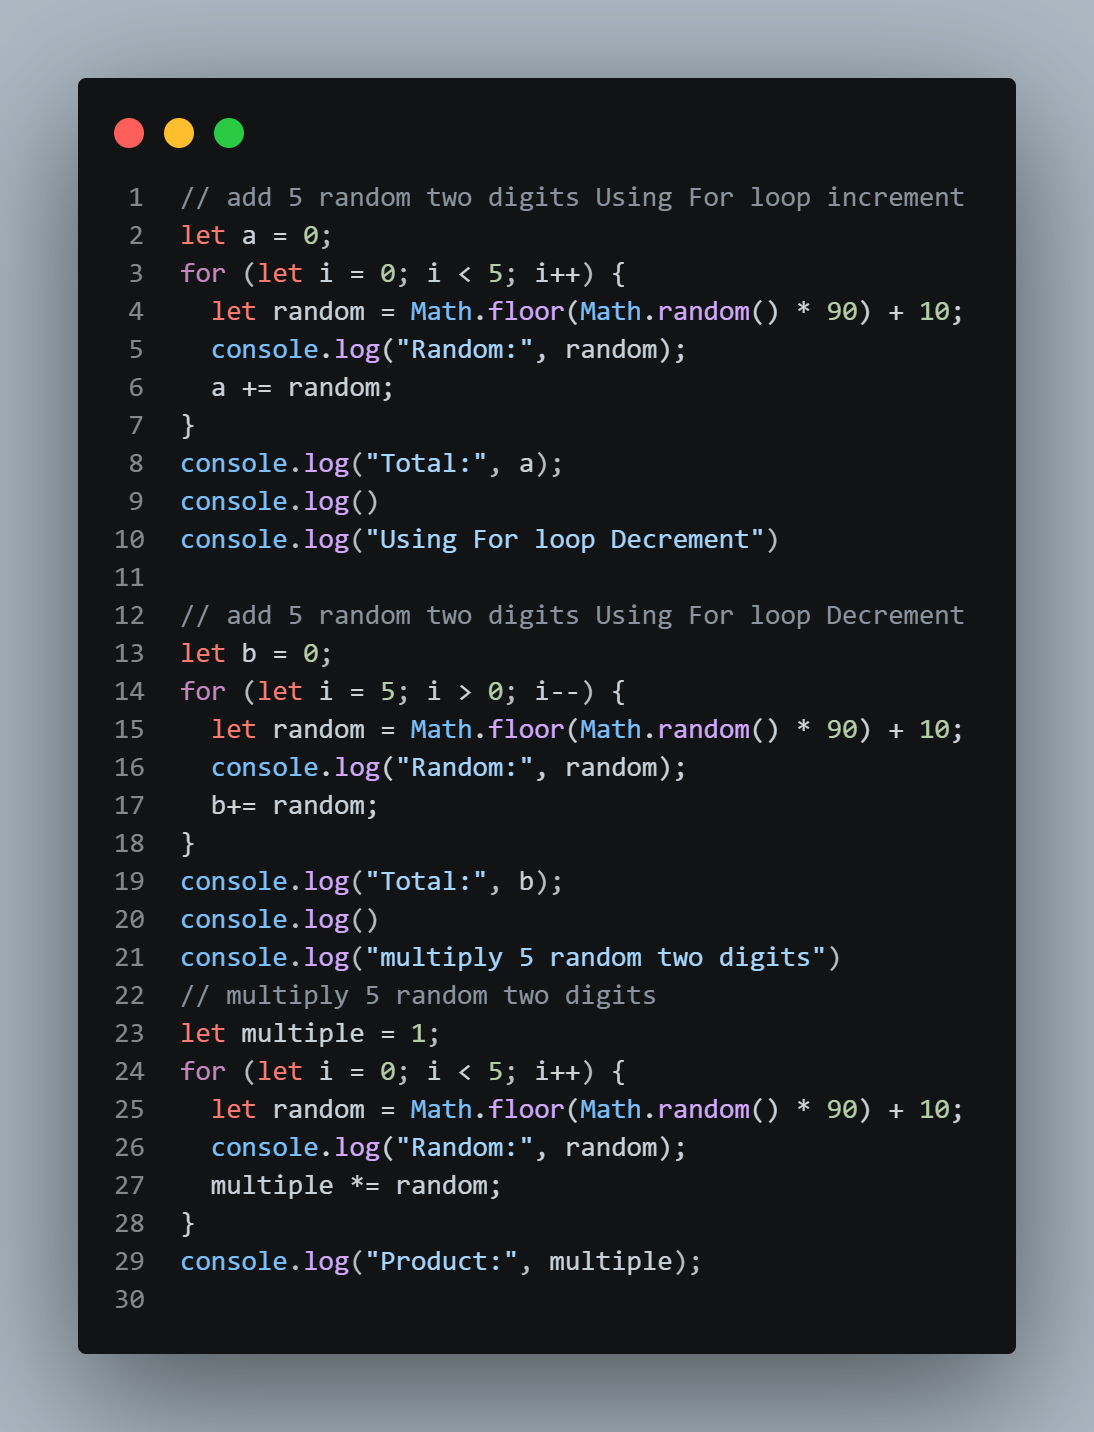 1 // add 5 random two digits Using For loop increment
2 let a = 0;
3 for (let i = 0; i < 5; i++) {
4   let random = Math.floor(Math.random() * 90) + 10;
5   console.log("Random:", random);
6   a += random;
7 }
8 console.log("Total:", a);
9 console.log()
10 console.log("Using For loop Decrement")
11
12 // add 5 random two digits Using For loop Decrement
13 let b = 0;
14 for (let i = 5; i > 0; i--) {
15   let random = Math.floor(Math.random() * 90) + 10;
16   console.log("Random:", random);
17   b+= random;
18 }
19 console.log("Total:", b);
20 console.log()
21 console.log("multiply 5 random two digits")
22 // multiply 5 random two digits
23 let multiple = 1;
24 for (let i = 0; i < 5; i++) {
25   let random = Math.floor(Math.random() * 90) + 10;
26   console.log("Random:", random);
27   multiple *= random;
28 }
29 console.log("Product:", multiple);
30